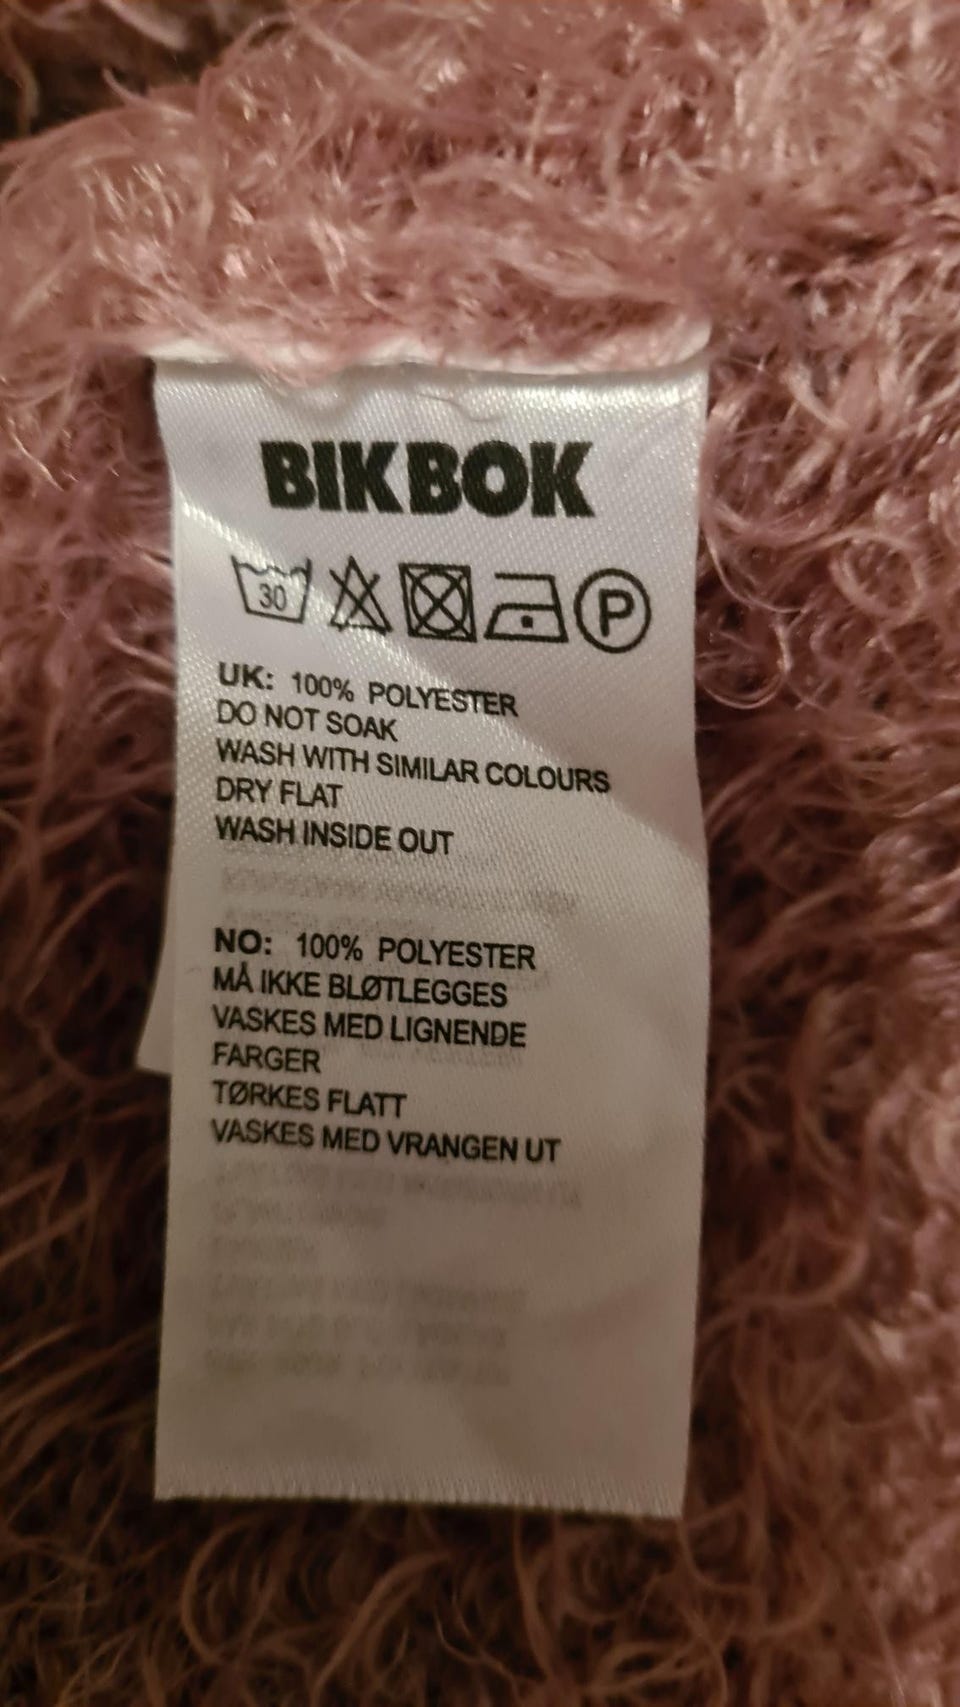 BIKBOK
30 P
UK: 100% POLYESTER
DO NOT SOAK
WASH WITH SIMILAR COLOURS
DRY FLAT
WASH INSIDE OUT
NO: 100% POLYESTER
MÅ IKKE BLØTLEGGES
VASKES MED LIGNENDE
FARGER
TØRKES FLATT
VASKES MED VRANGEN UT